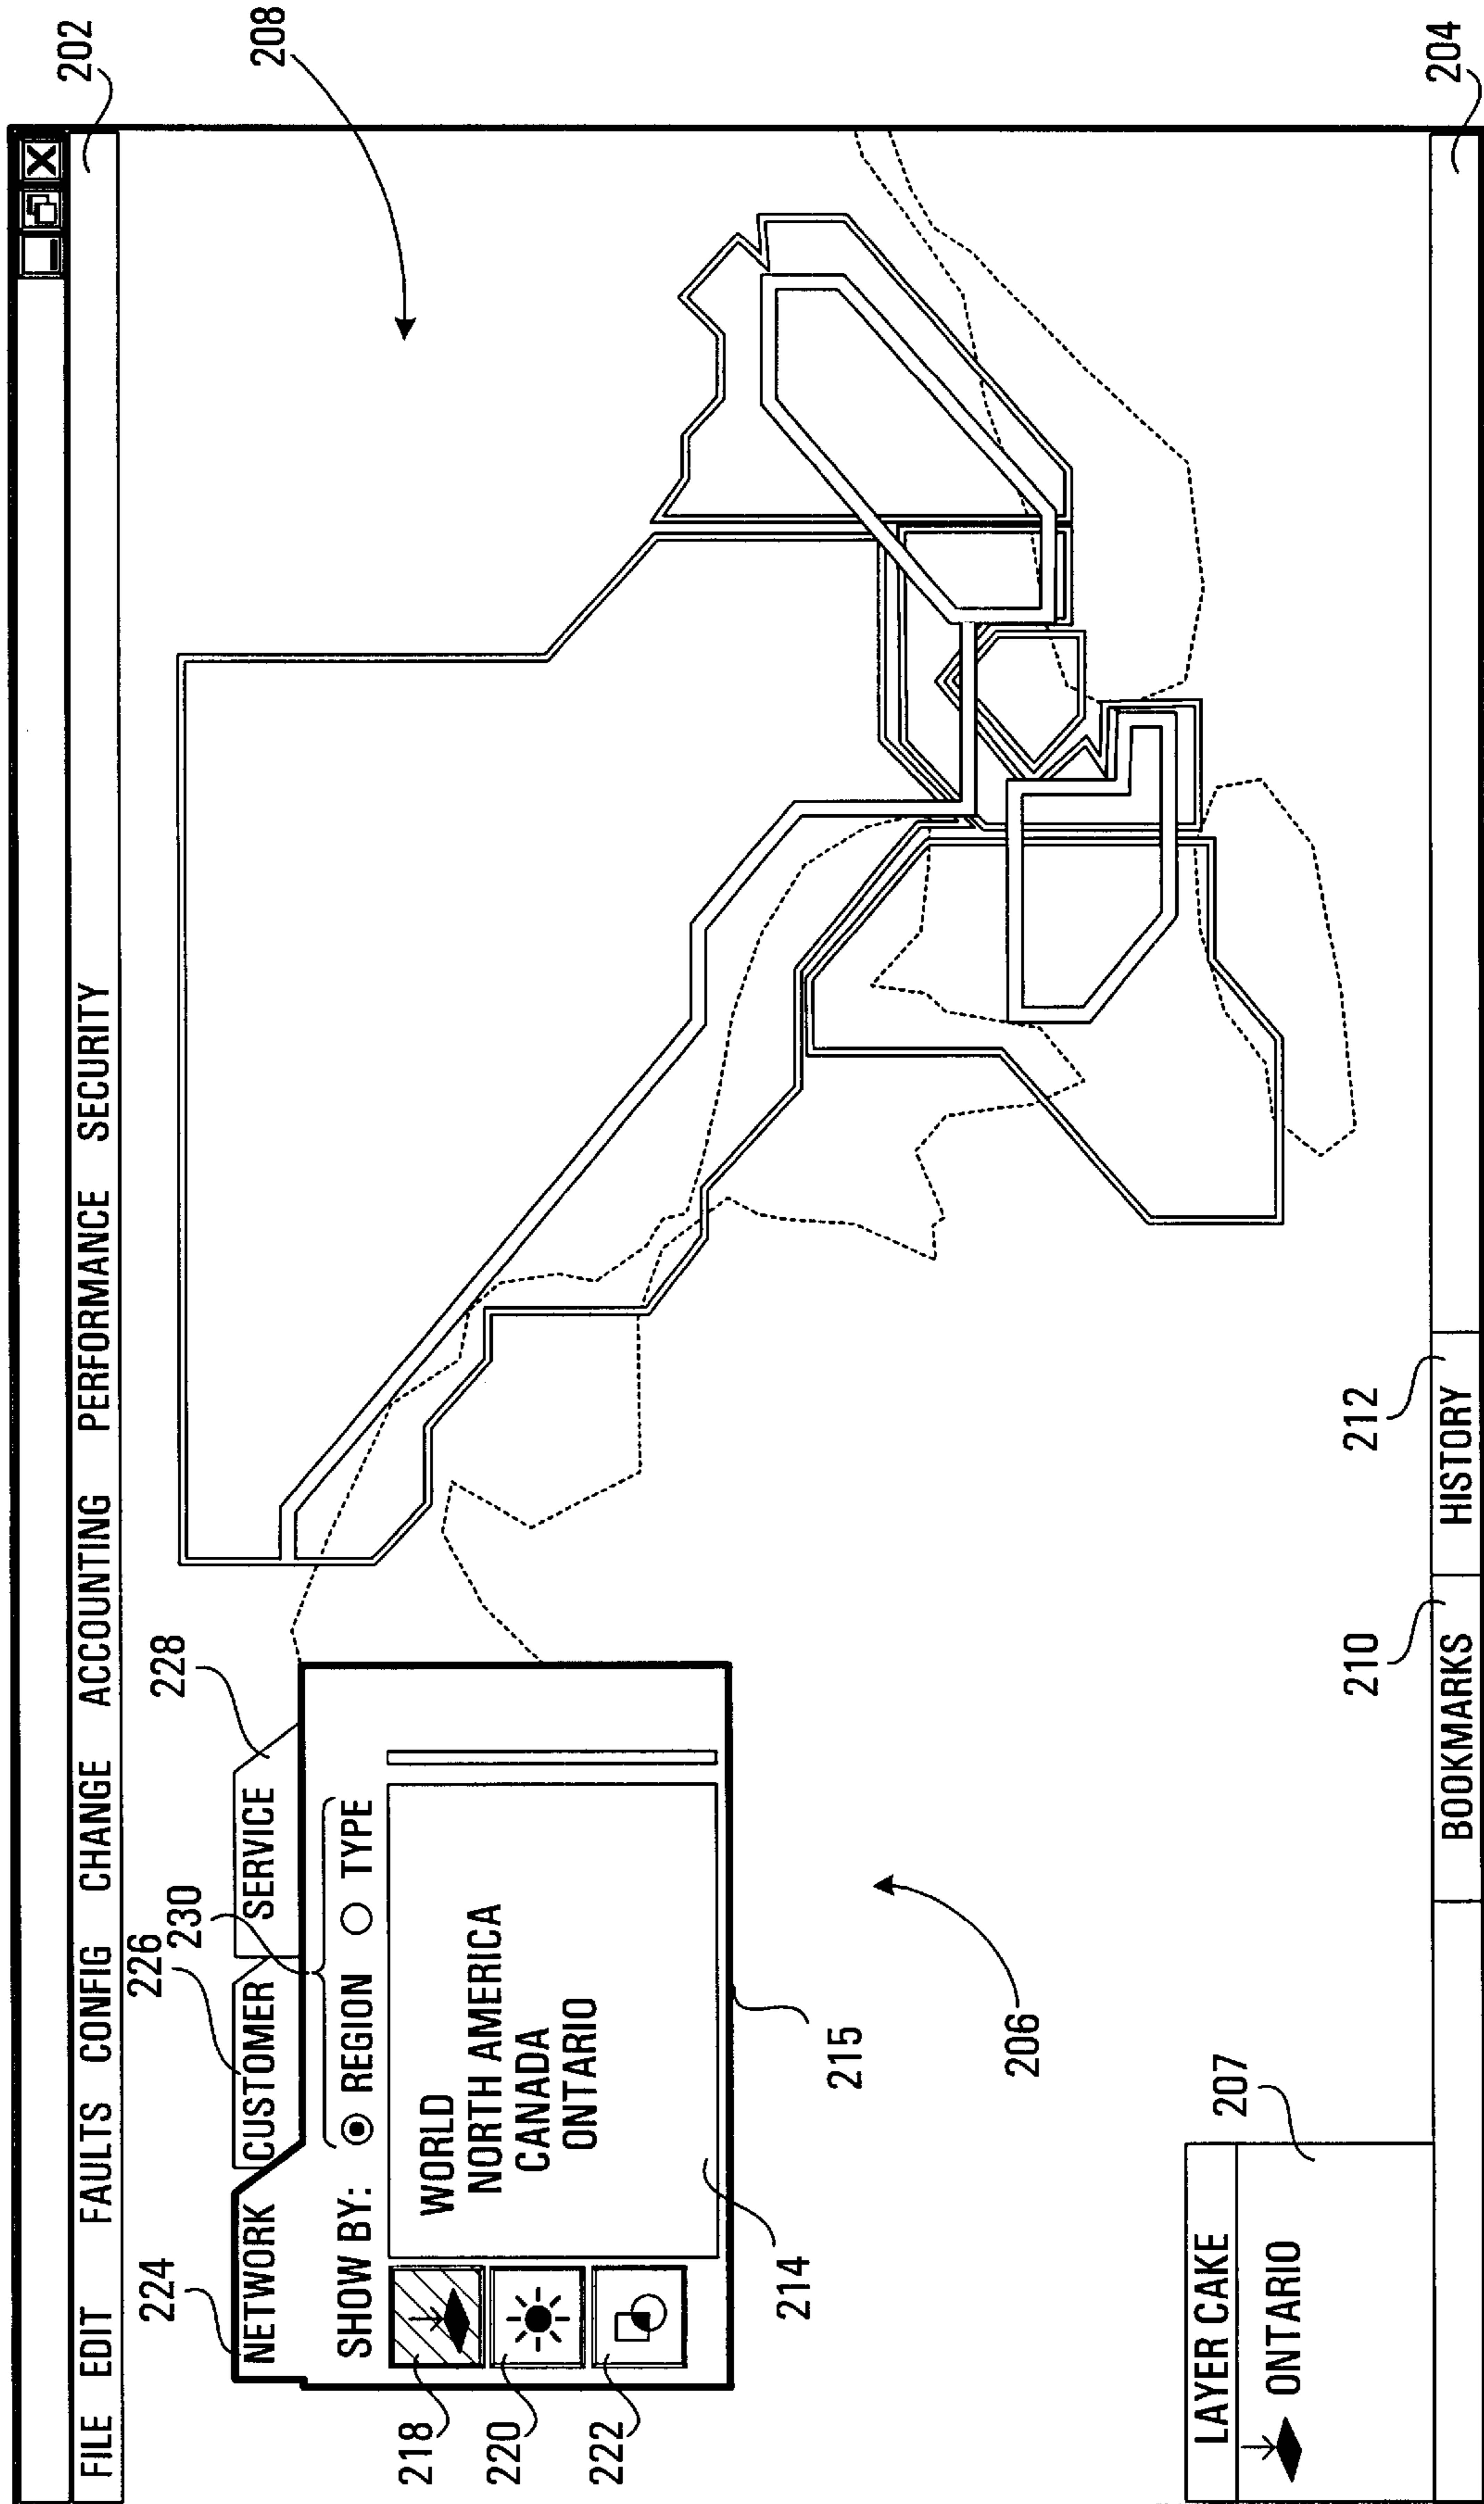 202
208
FILE EDIT FAULTS CONFIG CHANGE ACCOUNTING PERFORMANCE SECURITY
224
226
230
228
NETWORK CUSTOMER SERVICE
SHOW BY: REGION TYPE
218
220
222
WORLD
NORTH AMERICA
CANADA
ONTARIO
214
215
206
207
LAYER CAKE
ONTARIO
210
212
BOOKMARKS HISTORY
204